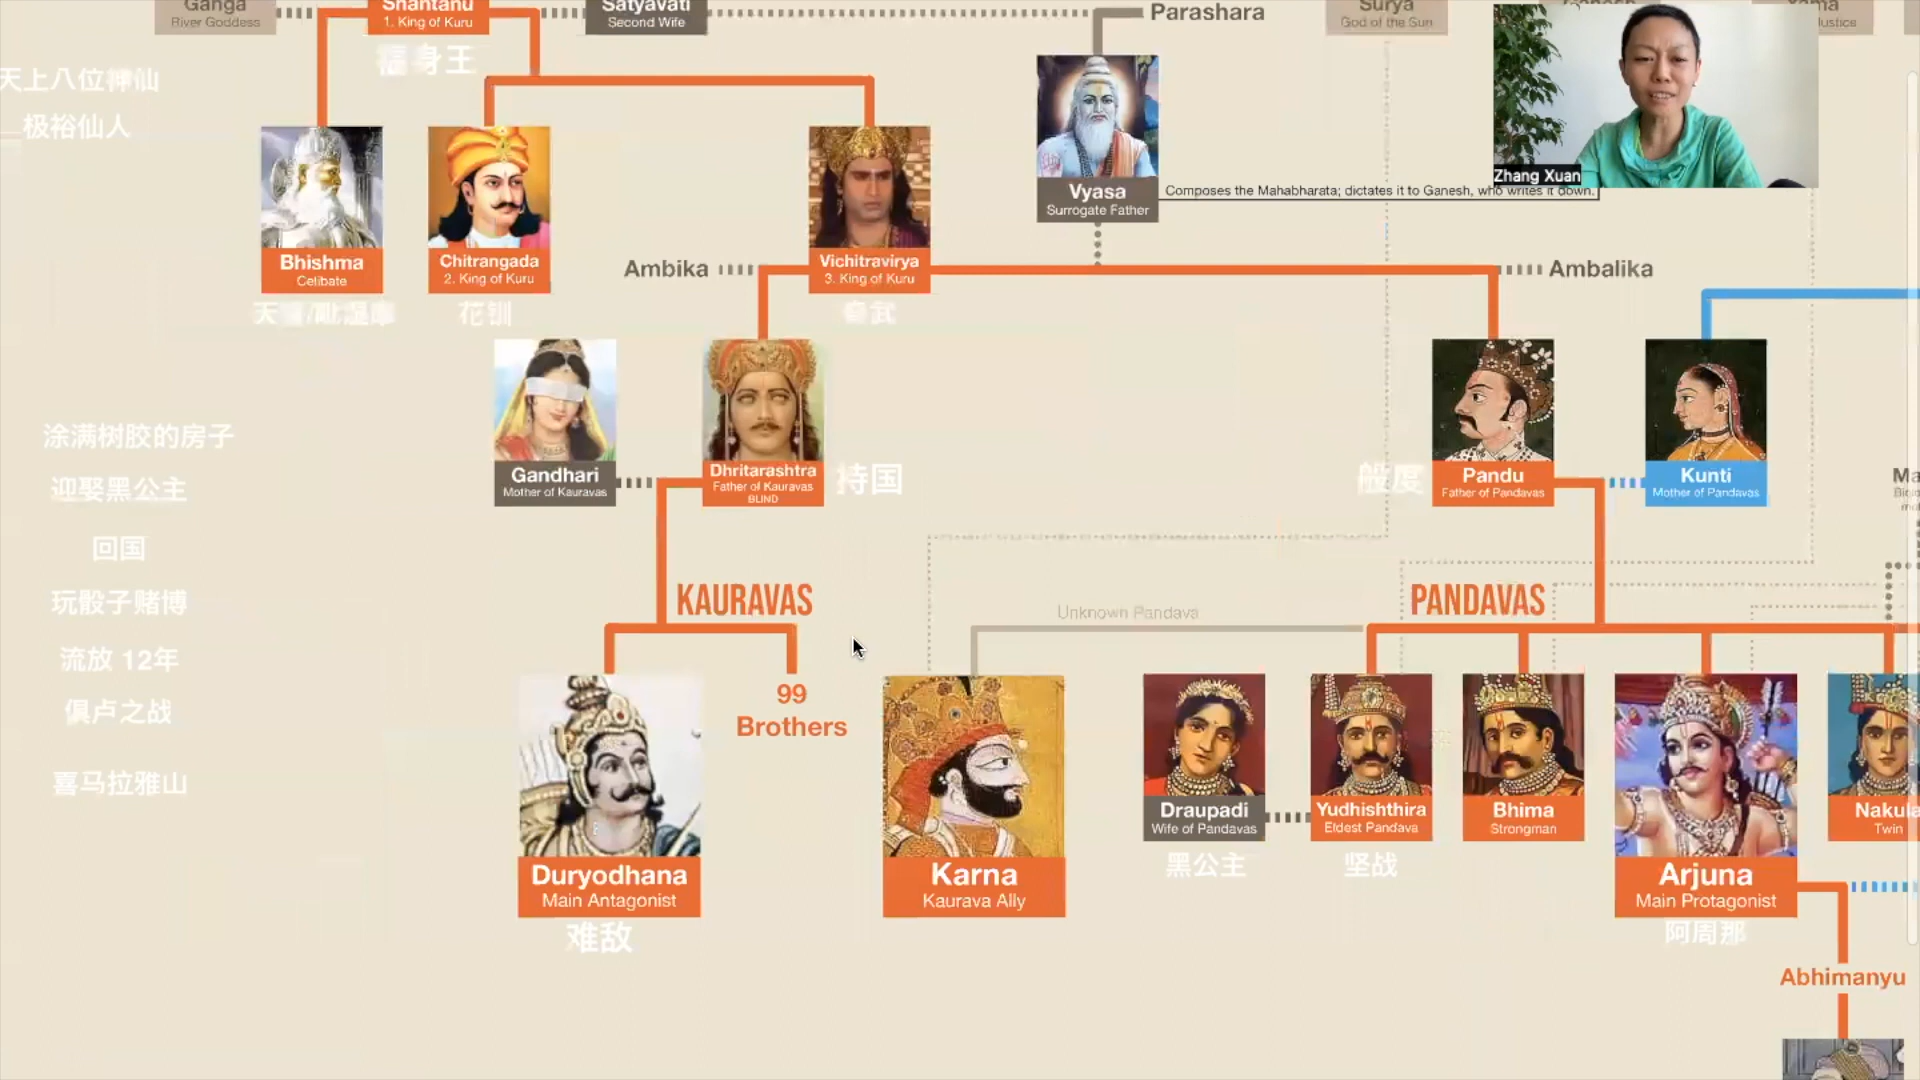 Ganga
River Goddess
Shantanu
1. King of Kuru
Satyavati
Second Wife
Parashara
Surya
God of the Sun
福身王
天上八位神仙
极裕仙人
Zhang Xuan
Vyasa
Surrogate Father
Composes the Mahabharata; dictates it to Ganesh, who writes it down.
Bhishma
Celibate
Chitrangada
2. King of Kuru
花钏
Ambika
Vichitravirya
3. King of Kuru
奇武
Ambalika
Gandhari
Mother of Kauravas
Dhritarashtra
Father of Kauravas
BLIND
持国
般度
Pandu
Father of Pandavas
Kunti
Mother of Pandavas
涂满树胶的房子
迎娶黑公主
回国
玩骰子赌博
流放 12年
俱卢之战
喜马拉雅山
KAURAVAS
Unknown Pandava
PANDAVAS
99
Brothers
Duryodhana
Main Antagonist
难敌
Karna
Kaurava Ally
Draupadi
Wife of Pandavas
黑公主
Yudhishthira
Eldest Pandava
坚战
Bhima
Strongman
Arjuna
Main Protagonist
阿周那
Nakula
Twin
Abhimanyu